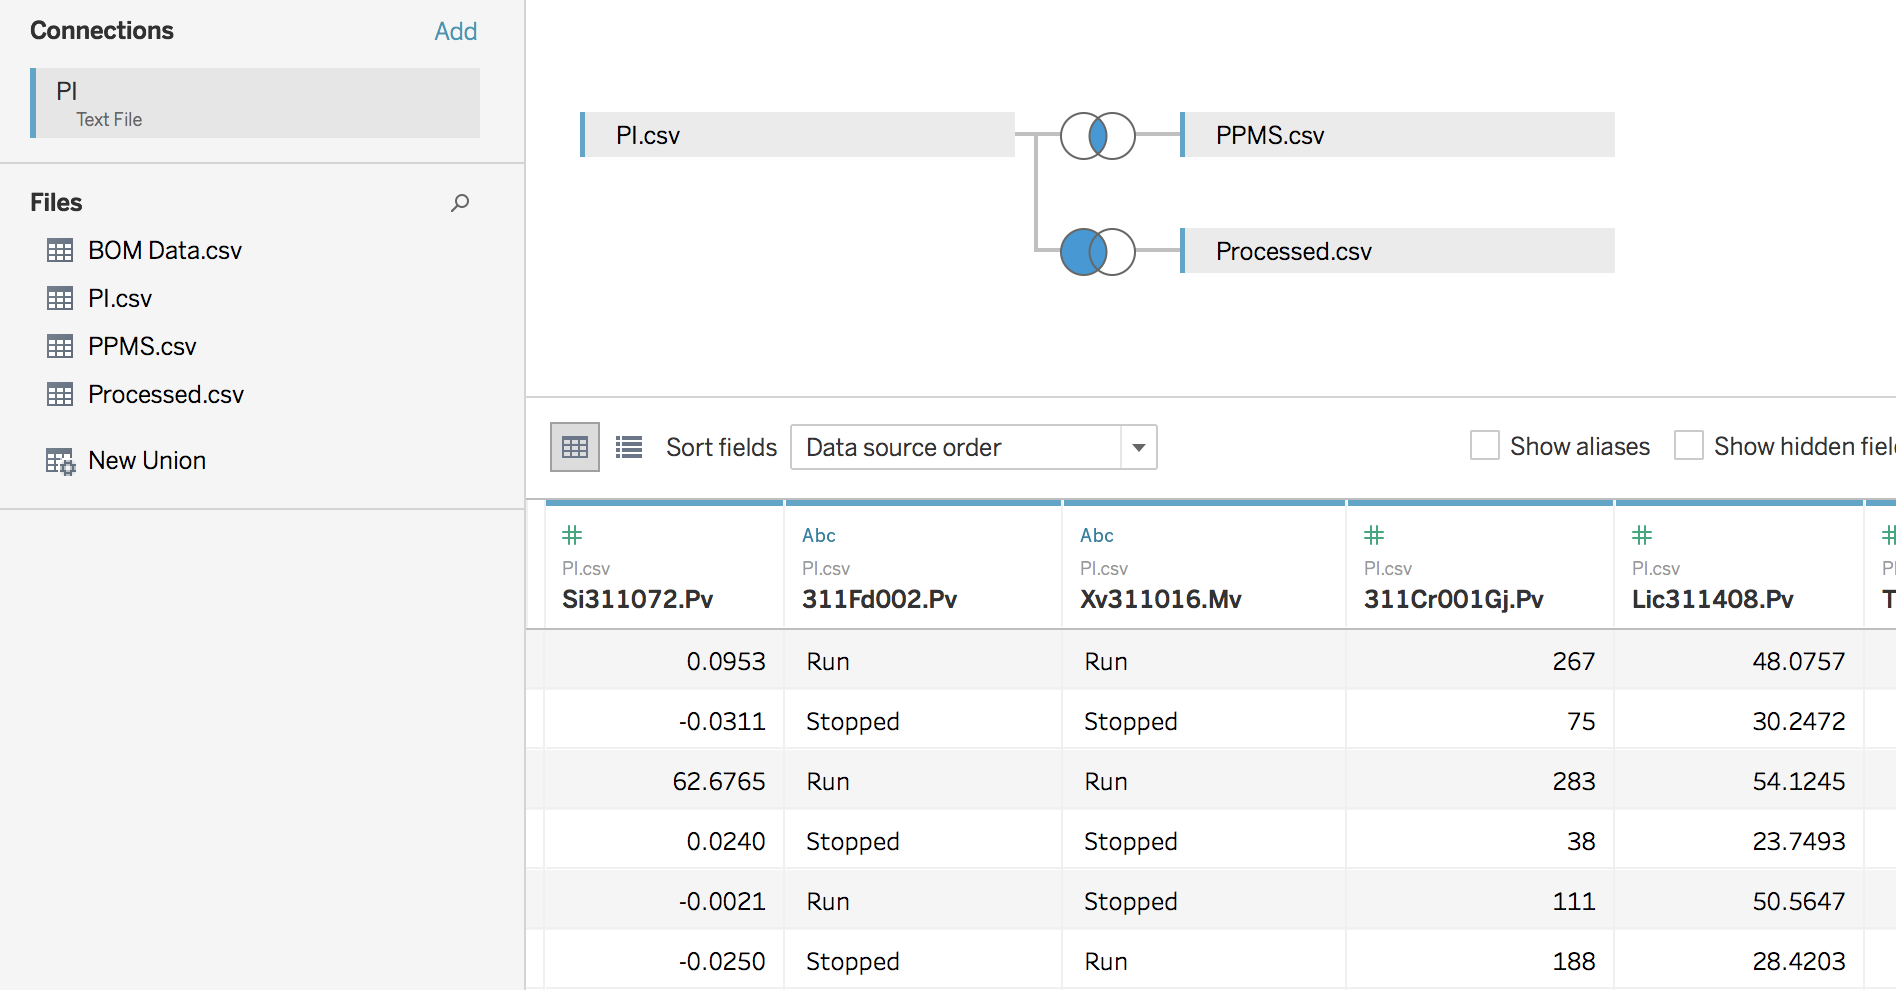 Connections Add
PI
Text File
Files
BOM Data.csv
PI.csv
PPMS.csv
Processed.csv
New Union
PI.csv PPMS.csv
Processed.csv
Sort fields Data source order Show aliases Show hidden fiel
# Abc Abc # # #
PI.csv PI.csv PI.csv PI.csv PI.csv PI
Si311072.Pv 311Fd002.Pv Xv311016.Mv 311Cr001Gj.Pv Lic311408.Pv T
0.0953 Run Run 267 48.0757
-0.0311 Stopped Stopped 75 30.2472
62.6765 Run Run 283 54.1245
0.0240 Stopped Stopped 38 23.7493
-0.0021 Run Stopped 111 50.5647
-0.0250 Stopped Run 188 28.4203